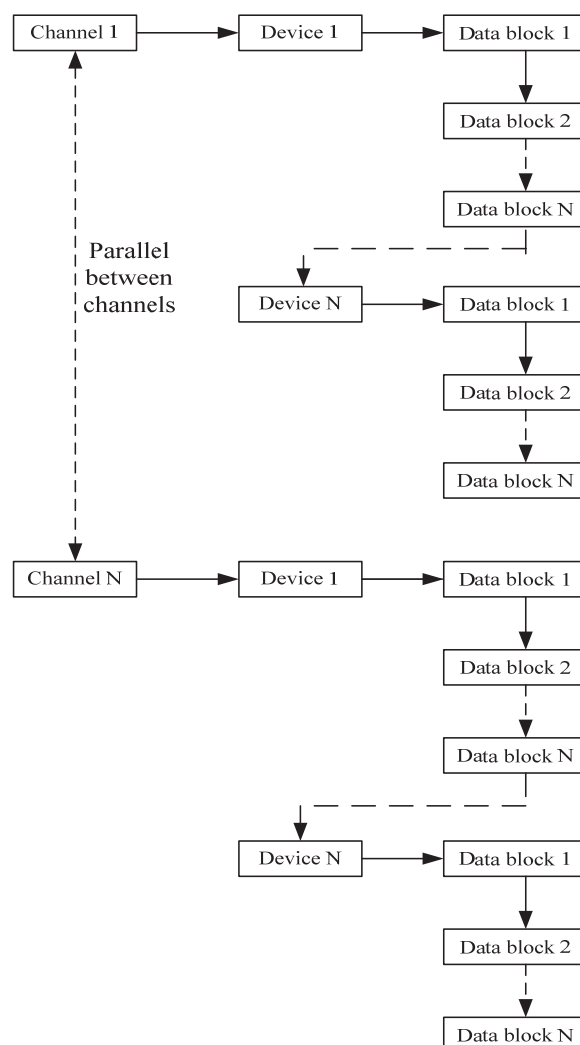 Channel 1
Device 1
Data block 1
Data block 2
Data block N
Parallel
between
channels
Device N
Data block 1
Data block 2
Data block N
Channel N
Device 1
Data block 1
Data block 2
Data block N
Device N
Data block 1
Data block 2
Data block N